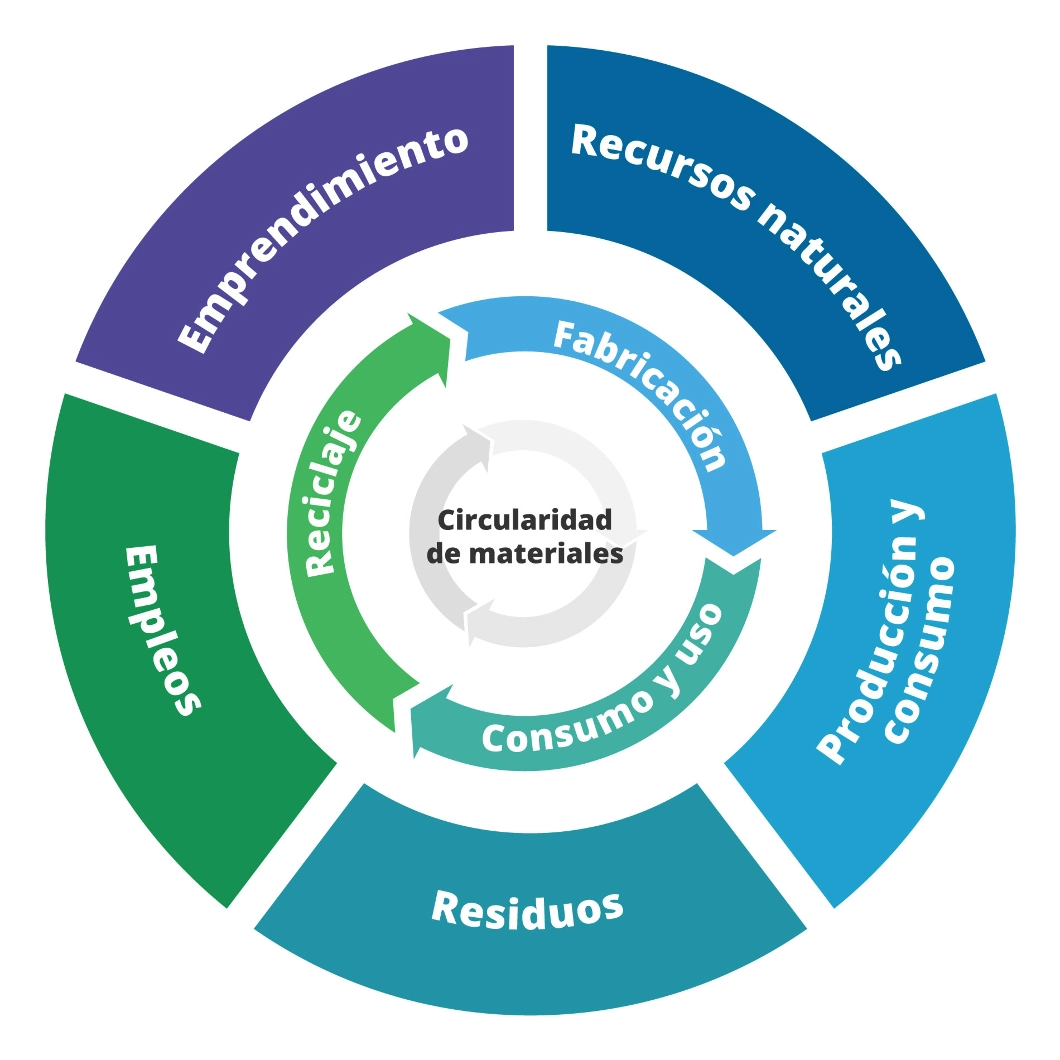 Emprendimiento
Recursos naturales
Producción y
consumo
Residuos
Empleos
Fabricación
Consumo y uso
Reciclaje
Circularidad
de materiales